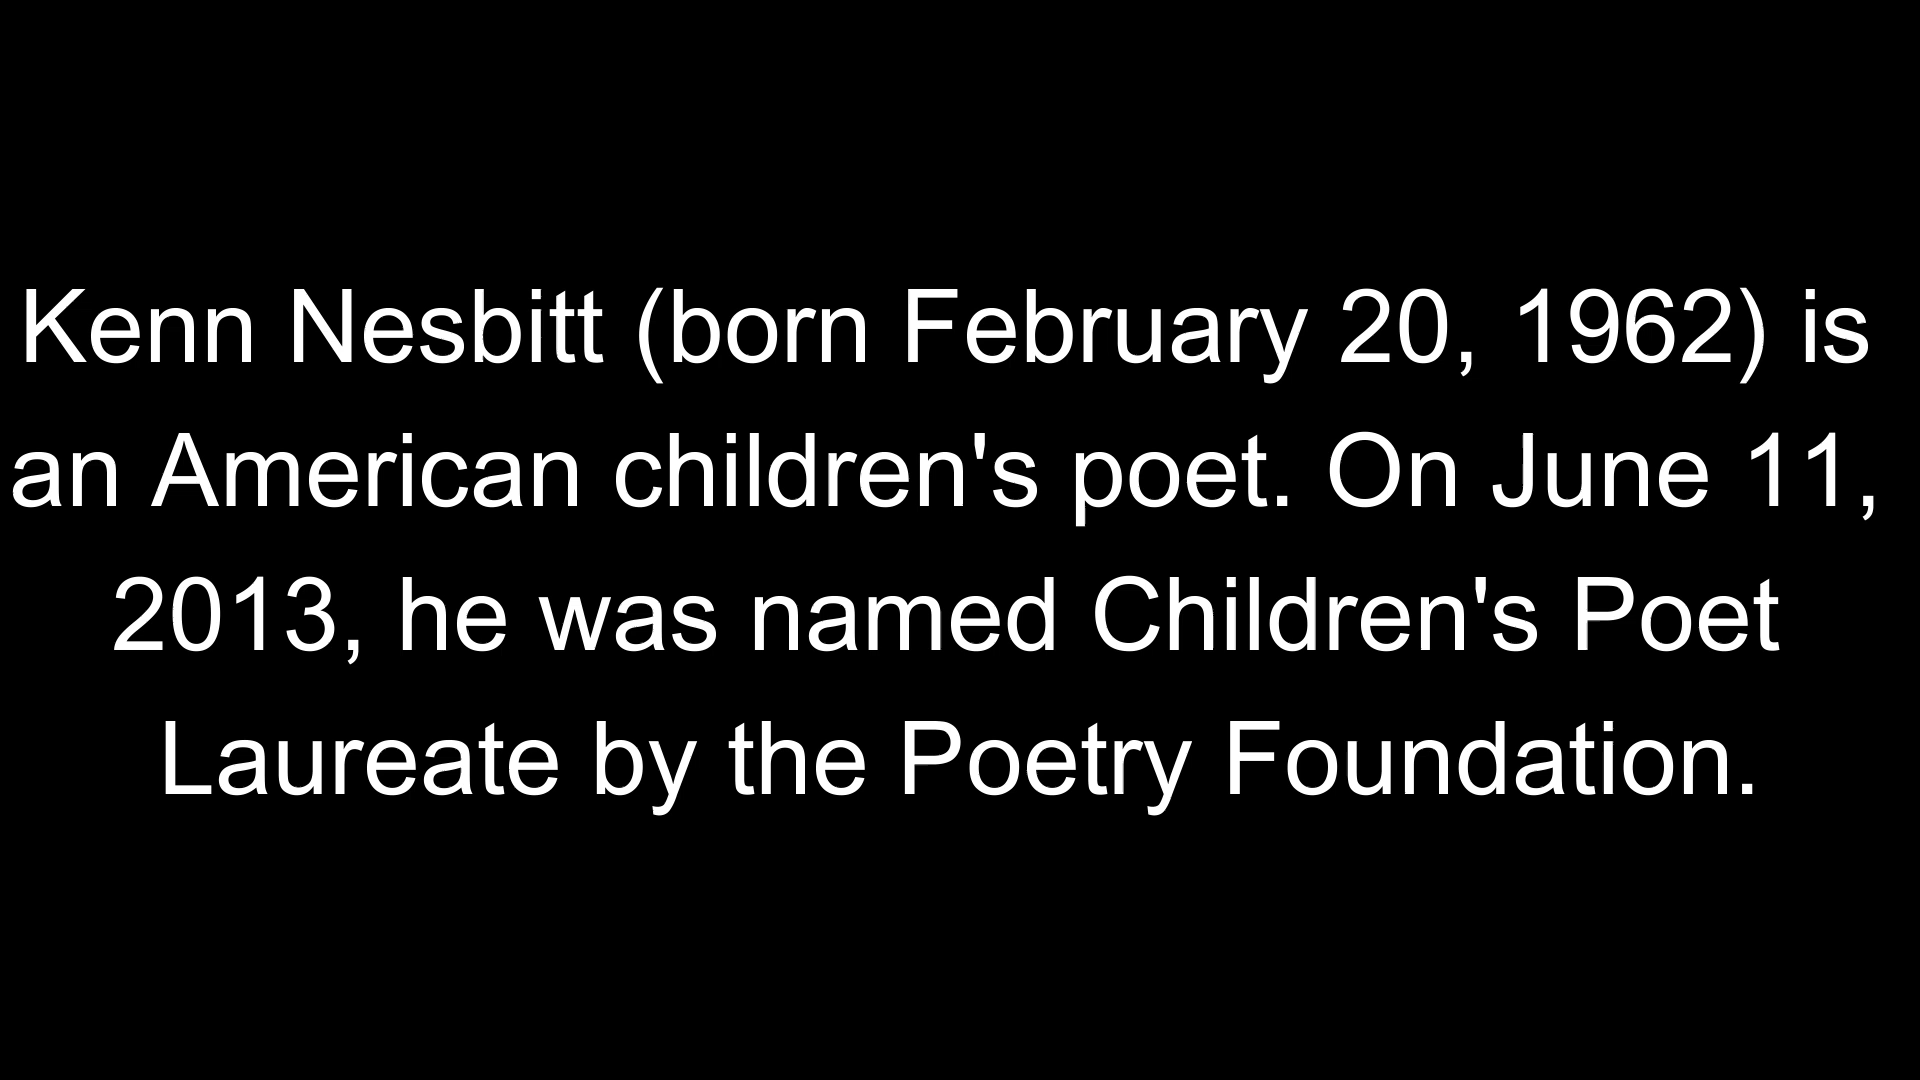 Kenn Nesbitt (born February 20, 1962) is
an American children's poet. On June 11,
2013, he was named Children's Poet
Laureate by the Poetry Foundation.